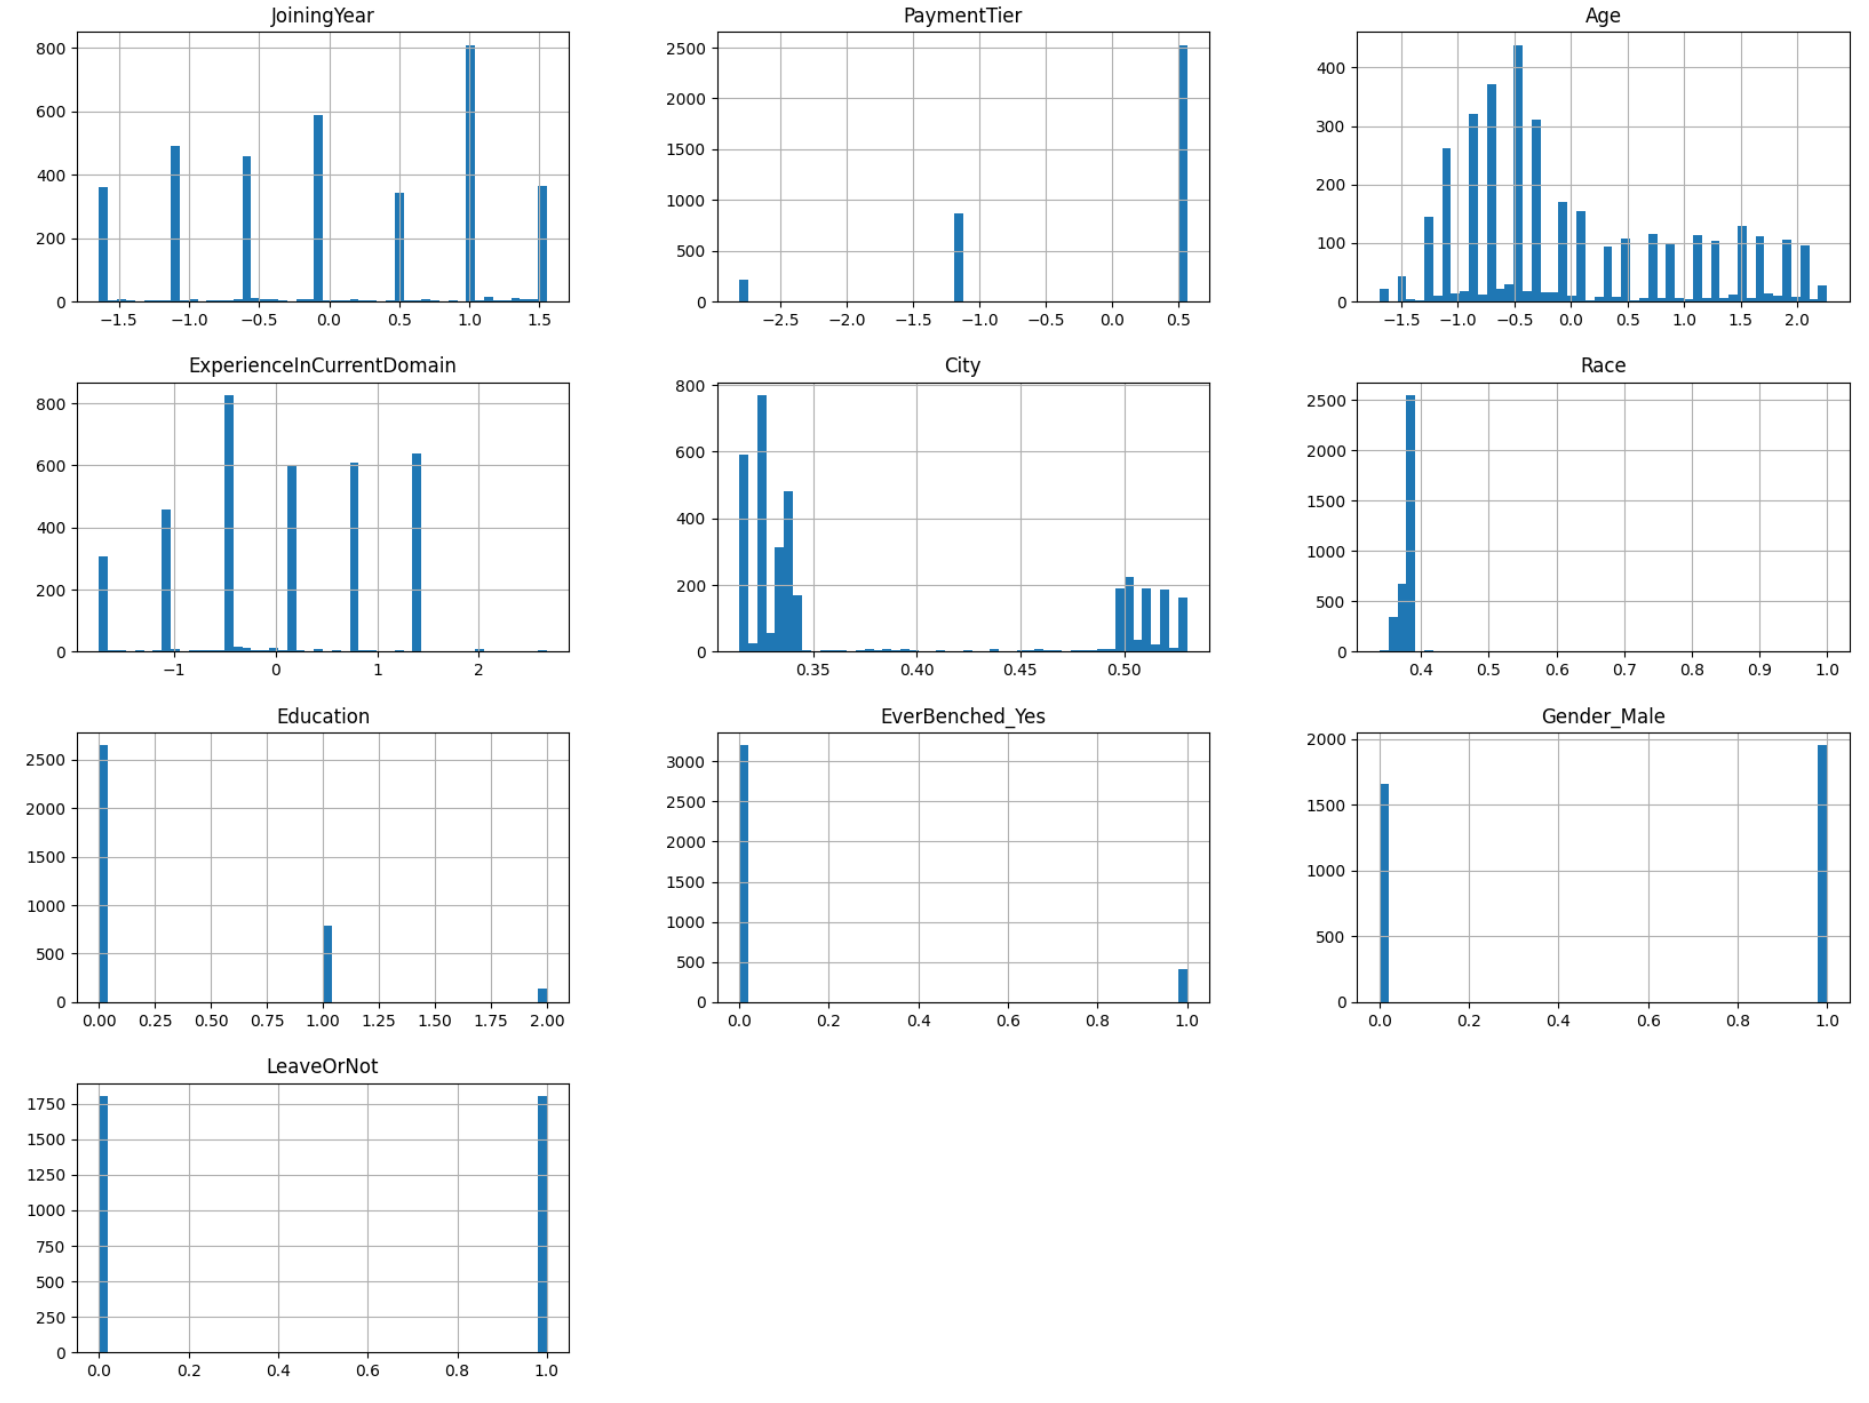 JoiningYear
800
600
400
200
0
−1.5 −1.0 −0.5 0.0 0.5 1.0 1.5
PaymentTier
2500
2000
1500
1000
500
0
−2.5 −2.0 −1.5 −1.0 −0.5 0.0 0.5
Age
400
300
200
100
0
−1.5 −1.0 −0.5 0.0 0.5 1.0 1.5 2.0
ExperienceInCurrentDomain
800
600
400
200
0
−1 0 1 2
City
800
600
400
200
0
0.35 0.40 0.45 0.50
Race
2500
2000
1500
1000
500
0
0.4 0.5 0.6 0.7 0.8 0.9 1.0
Education
2500
2000
1500
1000
500
0
0.00 0.25 0.50 0.75 1.00 1.25 1.50 1.75 2.00
EverBenched_Yes
3000
2500
2000
1500
1000
500
0
0.0 0.2 0.4 0.6 0.8 1.0
Gender_Male
2000
1500
1000
500
0
0.0 0.2 0.4 0.6 0.8 1.0
LeaveOrNot
1750
1500
1250
1000
750
500
250
0
0.0 0.2 0.4 0.6 0.8 1.0